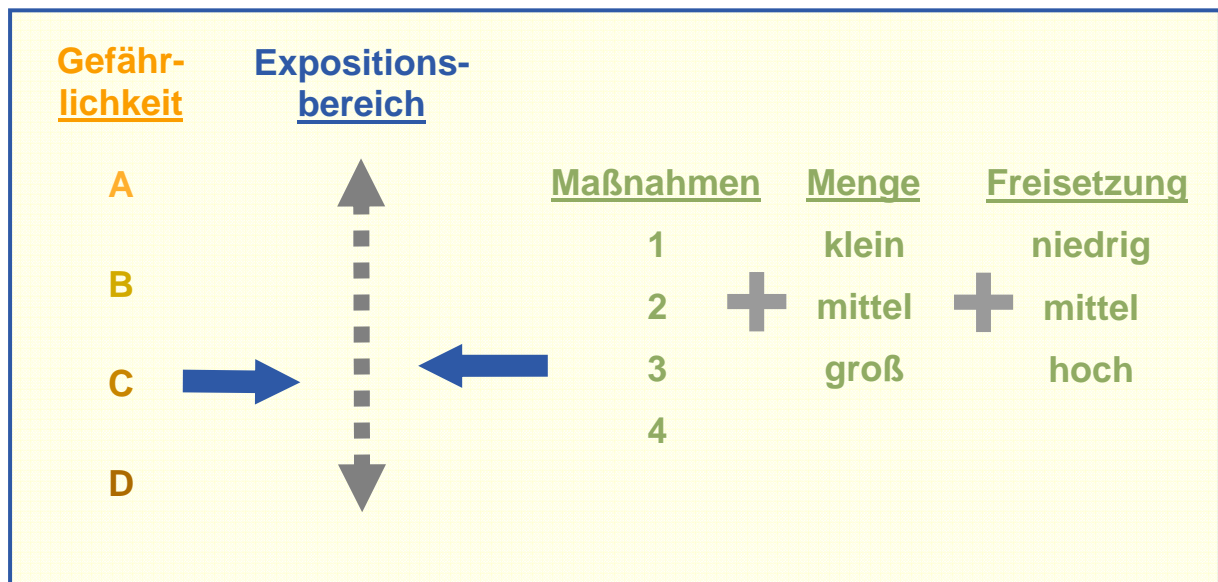 Gefähr-
lichkeit
Expositions-
bereich
A
B
C
D
Maßnahmen Menge Freisetzung
1 klein niedrig
2 mittel mittel
3 groß hoch
4